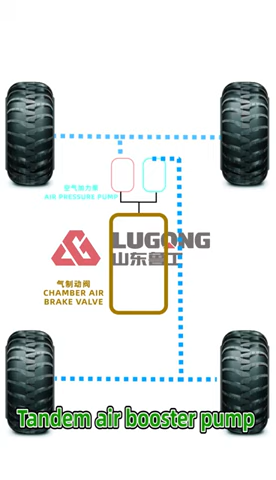 空气助力泵
AIR PRESSURE PUMP
LUGONG
山东鲁工
气制动阀
CHAMBER AIR
BRAKE VALVE
Tandem air booster pump